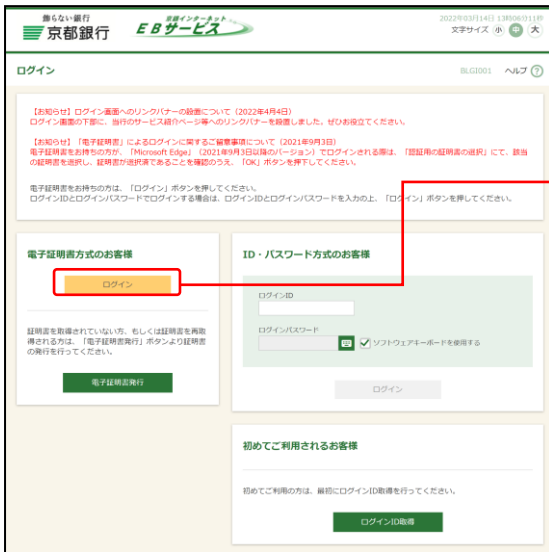 飾らない銀行
京都銀行
京銀インターネット
EBサービス
2022年03月14日 13時06分11秒
文字サイズ 小 中 大
ログイン
BLGI001 ヘルプ ?
【お知らせ】ログイン画面へのリンクバナーの設置について（2022年4月4日）
ログイン画面の下部に、当行のサービス紹介ページ等へのリンクバナーを設置しました。ぜひお役立てください。
【お知らせ】「電子証明書」によるログインに関するご留意事項について（2021年9月3日）
電子証明書をお持ちの方が、「Microsoft Edge」（2021年9月3日以降のバージョン）でログインされる際は、「認証用の証明書の選択」にて、該当
の証明書を選択し、証明書が選択済であることを確認のうえ、「OK」ボタンを押下してください。
電子証明書をお持ちの方は、「ログイン」ボタンを押してください。
ログインIDとログインパスワードでログインする場合は、ログインIDとログインパスワードを入力の上、「ログイン」ボタンを押してください。
電子証明書方式のお客様
ログイン
証明書を取得されていない方、もしくは証明書を再取
得される方は、「電子証明書発行」ボタンより証明書
の発行を行ってください。
電子証明書発行
ID・パスワード方式のお客様
ログインID
ログインパスワード
ソフトウェアキーボードを使用する
ログイン
初めてご利用されるお客様
初めてご利用の方は、最初にログインID取得を行ってください。
ログインID取得